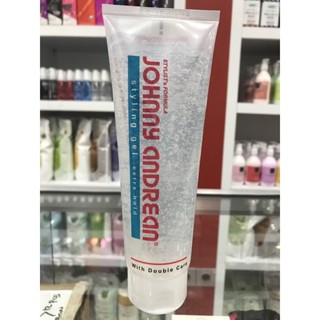 STYLIST's FORMULA
JOHNNY ANDREAN®
styling gel extra hold
With Double Care